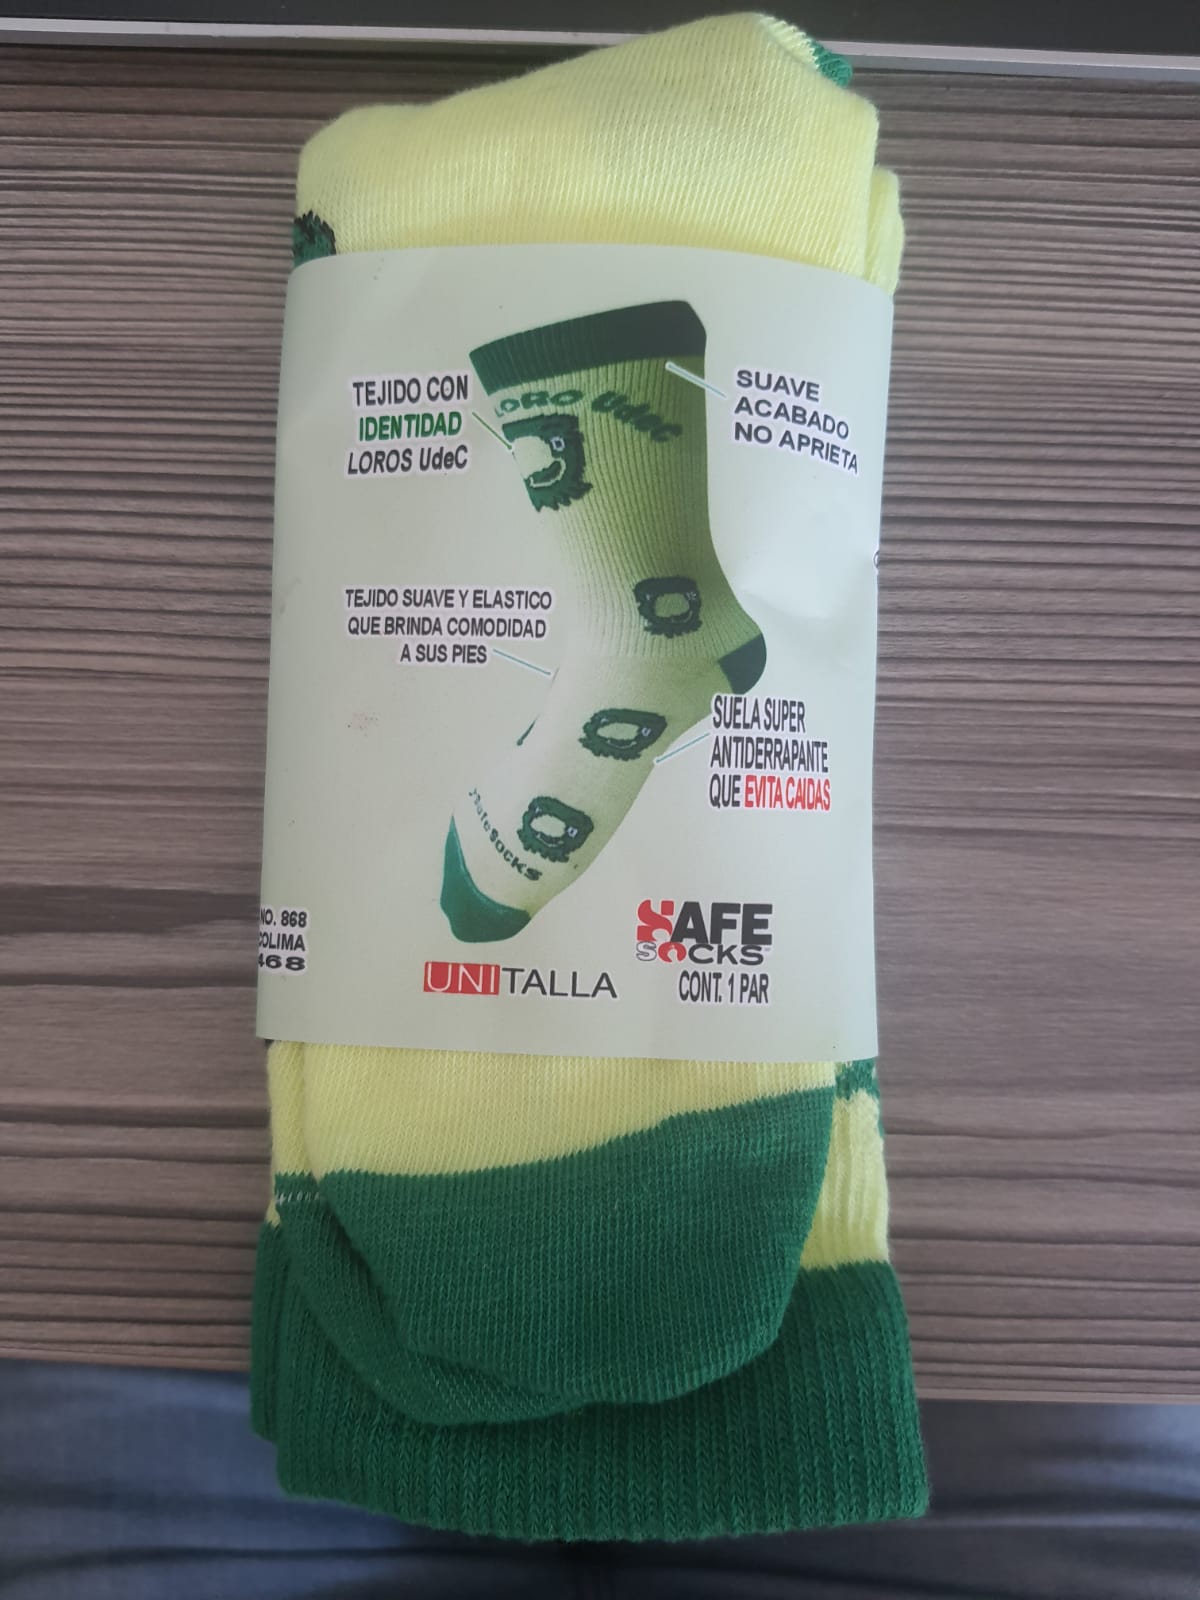 TEJIDO CON
IDENTIDAD
LOROS UdeC
LORO UdeC
SUAVE
ACABADO
NO APRIETA
TEJIDO SUAVE Y ELASTICO
QUE BRINDA COMODIDAD
A SUS PIES
SUELA SUPER
ANTIDERRAPANTE
QUE EVITA CAIDAS
NO. 868
COLIMA
468
SAFE
SOCKS
UNITALLA
CONT. 1 PAR